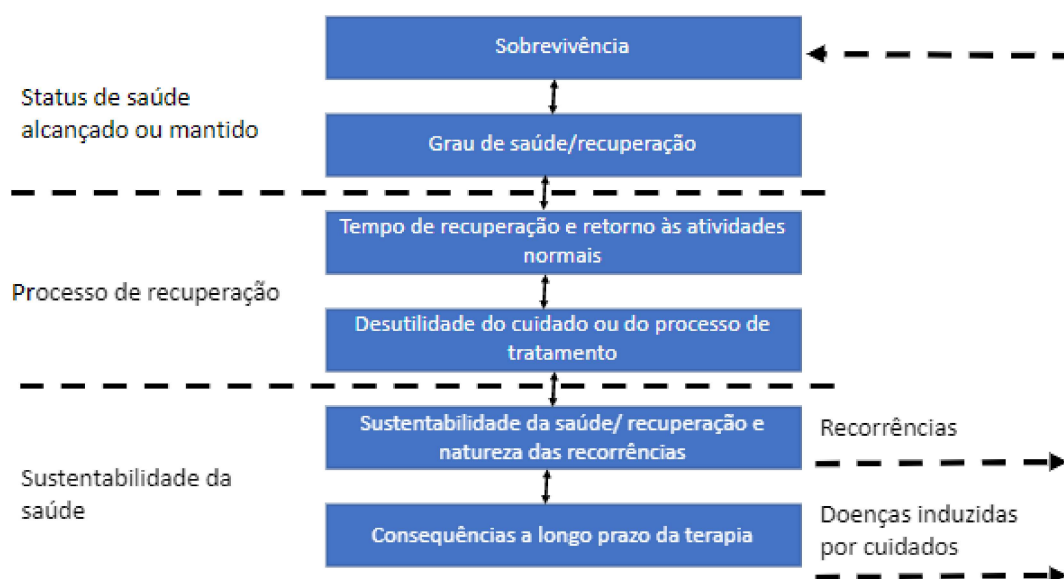 Sobrevivência
Status de saúde
alcançado ou mantido
Grau de saúde/recuperação
Tempo de recuperação e retorno às atividades
normais
Processo de recuperação
Desutilidade do cuidado ou do processo de
tratamento
Sustentabilidade da saúde/ recuperação e
natureza das recorrências
Recorrências
Sustentabilidade da
saúde
Consequências a longo prazo da terapia
Doenças induzidas
por cuidados